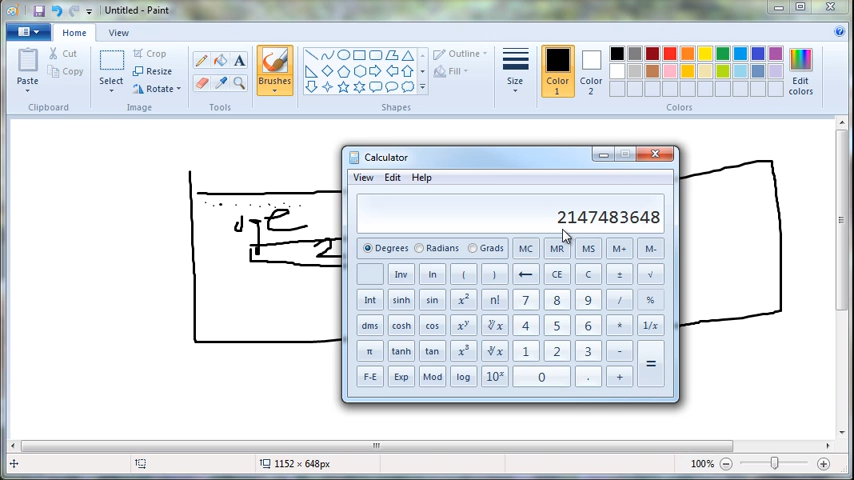 Untitled - Paint
Home View
Paste
Cut
Copy
Clipboard
Select
Crop
Resize
Rotate
Image
A
Tools
Brushes
Shapes
Outline
Fill
Size
Color
1
Color
2
Edit
colors
Colors
Calculator
View Edit Help
2147483648
Degrees Radians Grads MC MR MS M+ M-
Inv ln ( ) ← CE C ± √
Int sinh sin x² n! 7 8 9 / %
dms cosh cos xʸ ʸ√x 4 5 6 * 1/x
π tanh tan x³ ³√x 1 2 3 - =
F-E Exp Mod log 10ˣ 0 . +
d e
2
1152 × 648px
100%